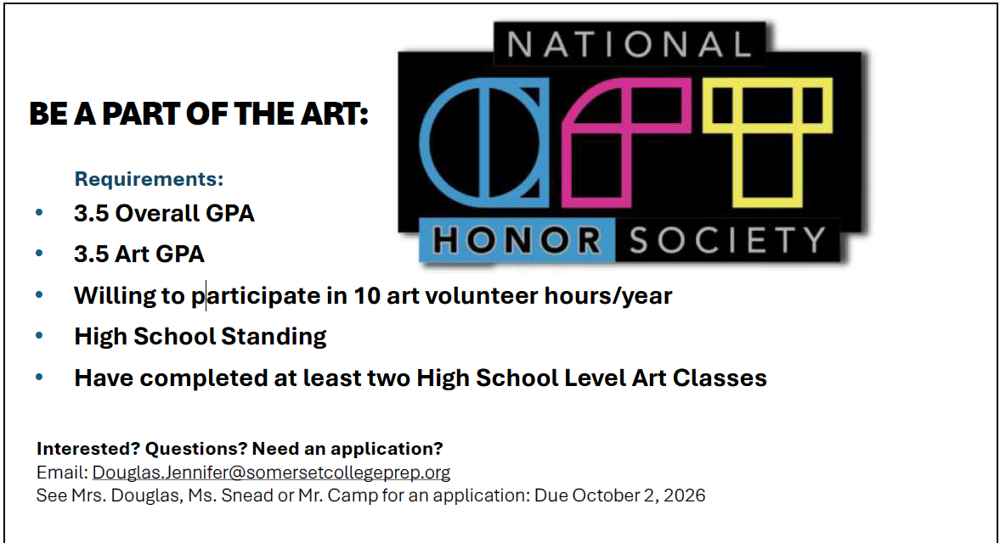 NATIONAL
ART
HONOR SOCIETY
BE A PART OF THE ART:
Requirements:
• 3.5 Overall GPA
• 3.5 Art GPA
• Willing to participate in 10 art volunteer hours/year
• High School Standing
• Have completed at least two High School Level Art Classes
Interested? Questions? Need an application?
Email: Douglas.Jennifer@somersetcollegeprep.org
See Mrs. Douglas, Ms. Snead or Mr. Camp for an application: Due October 2, 2026